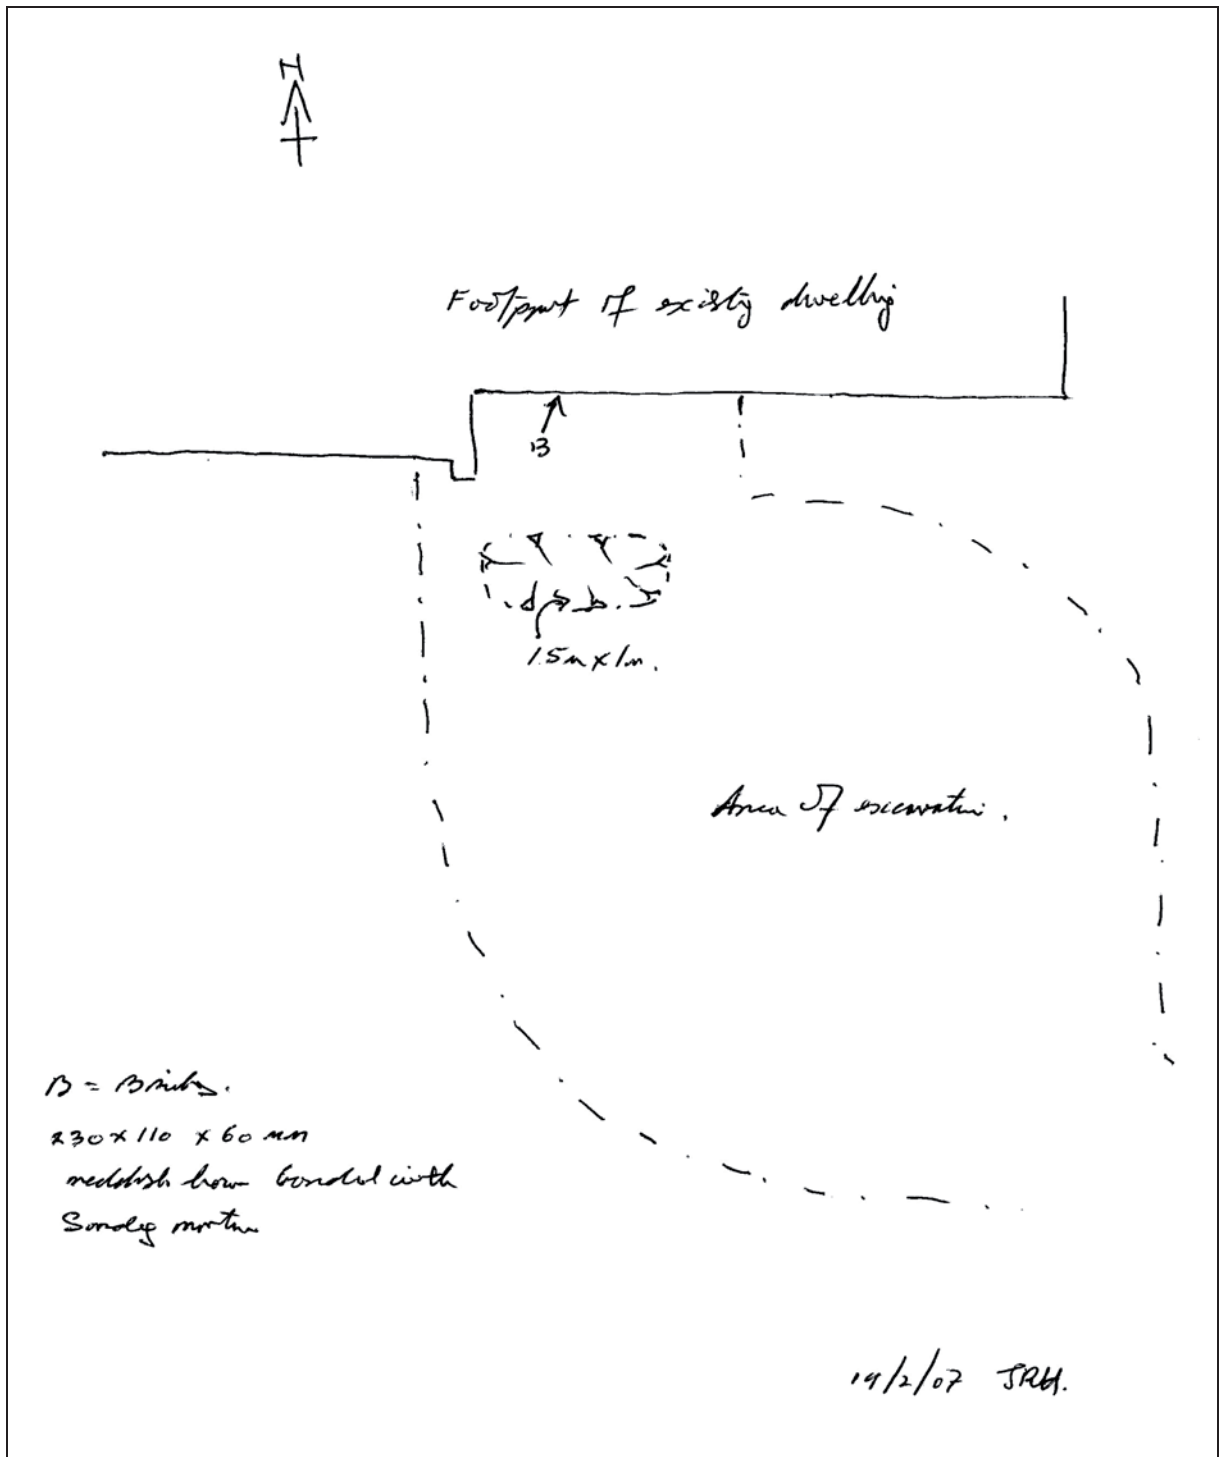 N
Footprint of existing dwelling
B
1.5m x 1m.
Area of excavation.
B = Bricks.
230 x 110 x 60 mm
reddish brown bonded with
Sandy mortar
19/2/07 JRH.